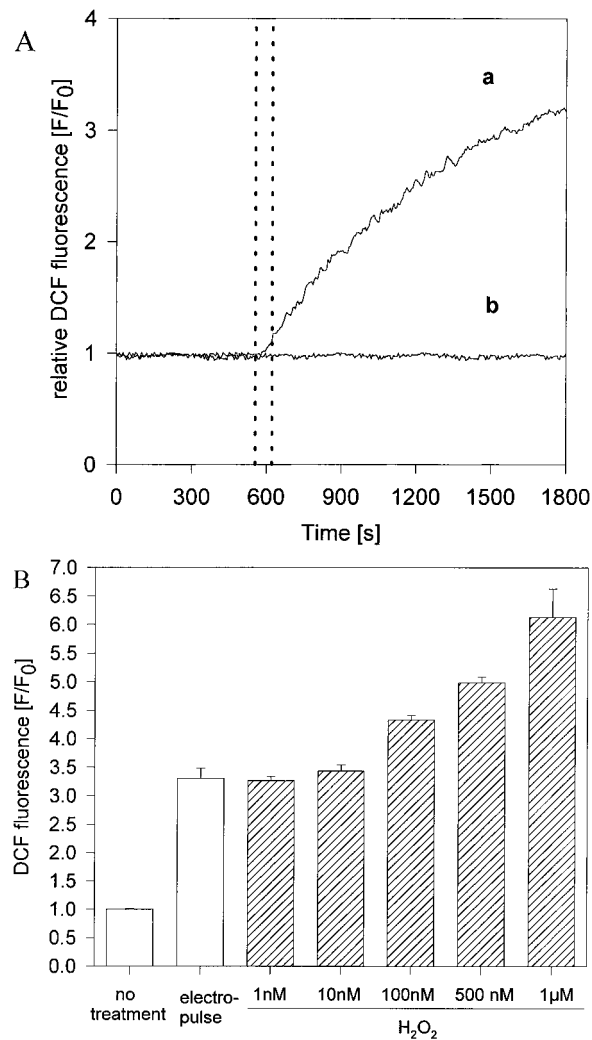 A
relative DCF fluorescence [F/F0]
4
3
2
1
0
a
b
0 300 600 900 1200 1500 1800
Time [s]
B
DCF fluorescence [F/F0]
7.0
6.5
6.0
5.5
5.0
4.5
4.0
3.5
3.0
2.5
2.0
1.5
1.0
0.5
0.0
no
treatment
electro-
pulse
1nM 10nM 100nM 500 nM 1µM
H2O2